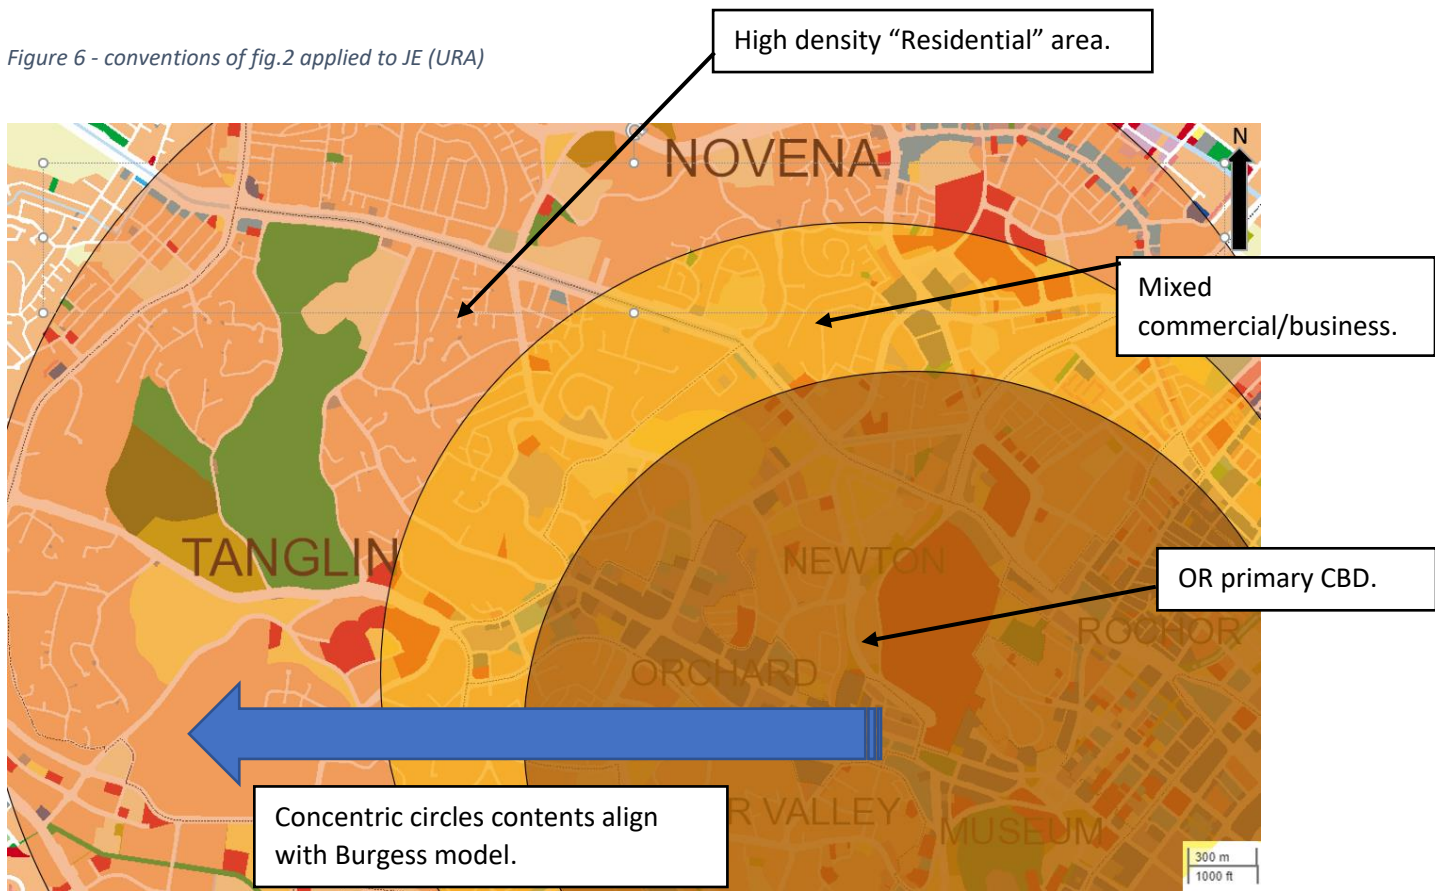 High density “Residential” area.
Figure 6 - conventions of fig.2 applied to JE (URA)
N
NOVENA
Mixed
commercial/business.
TANGLIN
NEWTON
OR primary CBD.
ROCHOR
ORCHARD
Concentric circles contents align
with Burgess model.
R VALLEY
MUSEUM
300 m
1000 ft